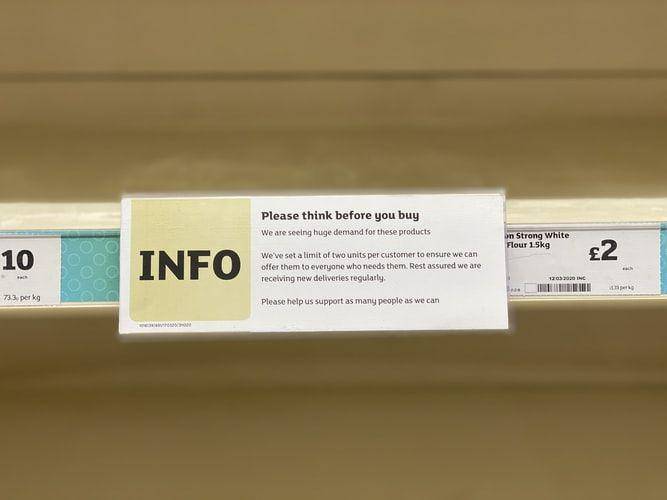 INFO
Please think before you buy
We are seeing huge demand for these products
We've set a limit of two units per customer to ensure we can
offer them to everyone who needs them. Rest assured we are
receiving new deliveries regularly.
Please help us support as many people as we can
10
each
73.3p per kg
on Strong White
Flour 1.5kg
£2
each
12/03/2020 INC